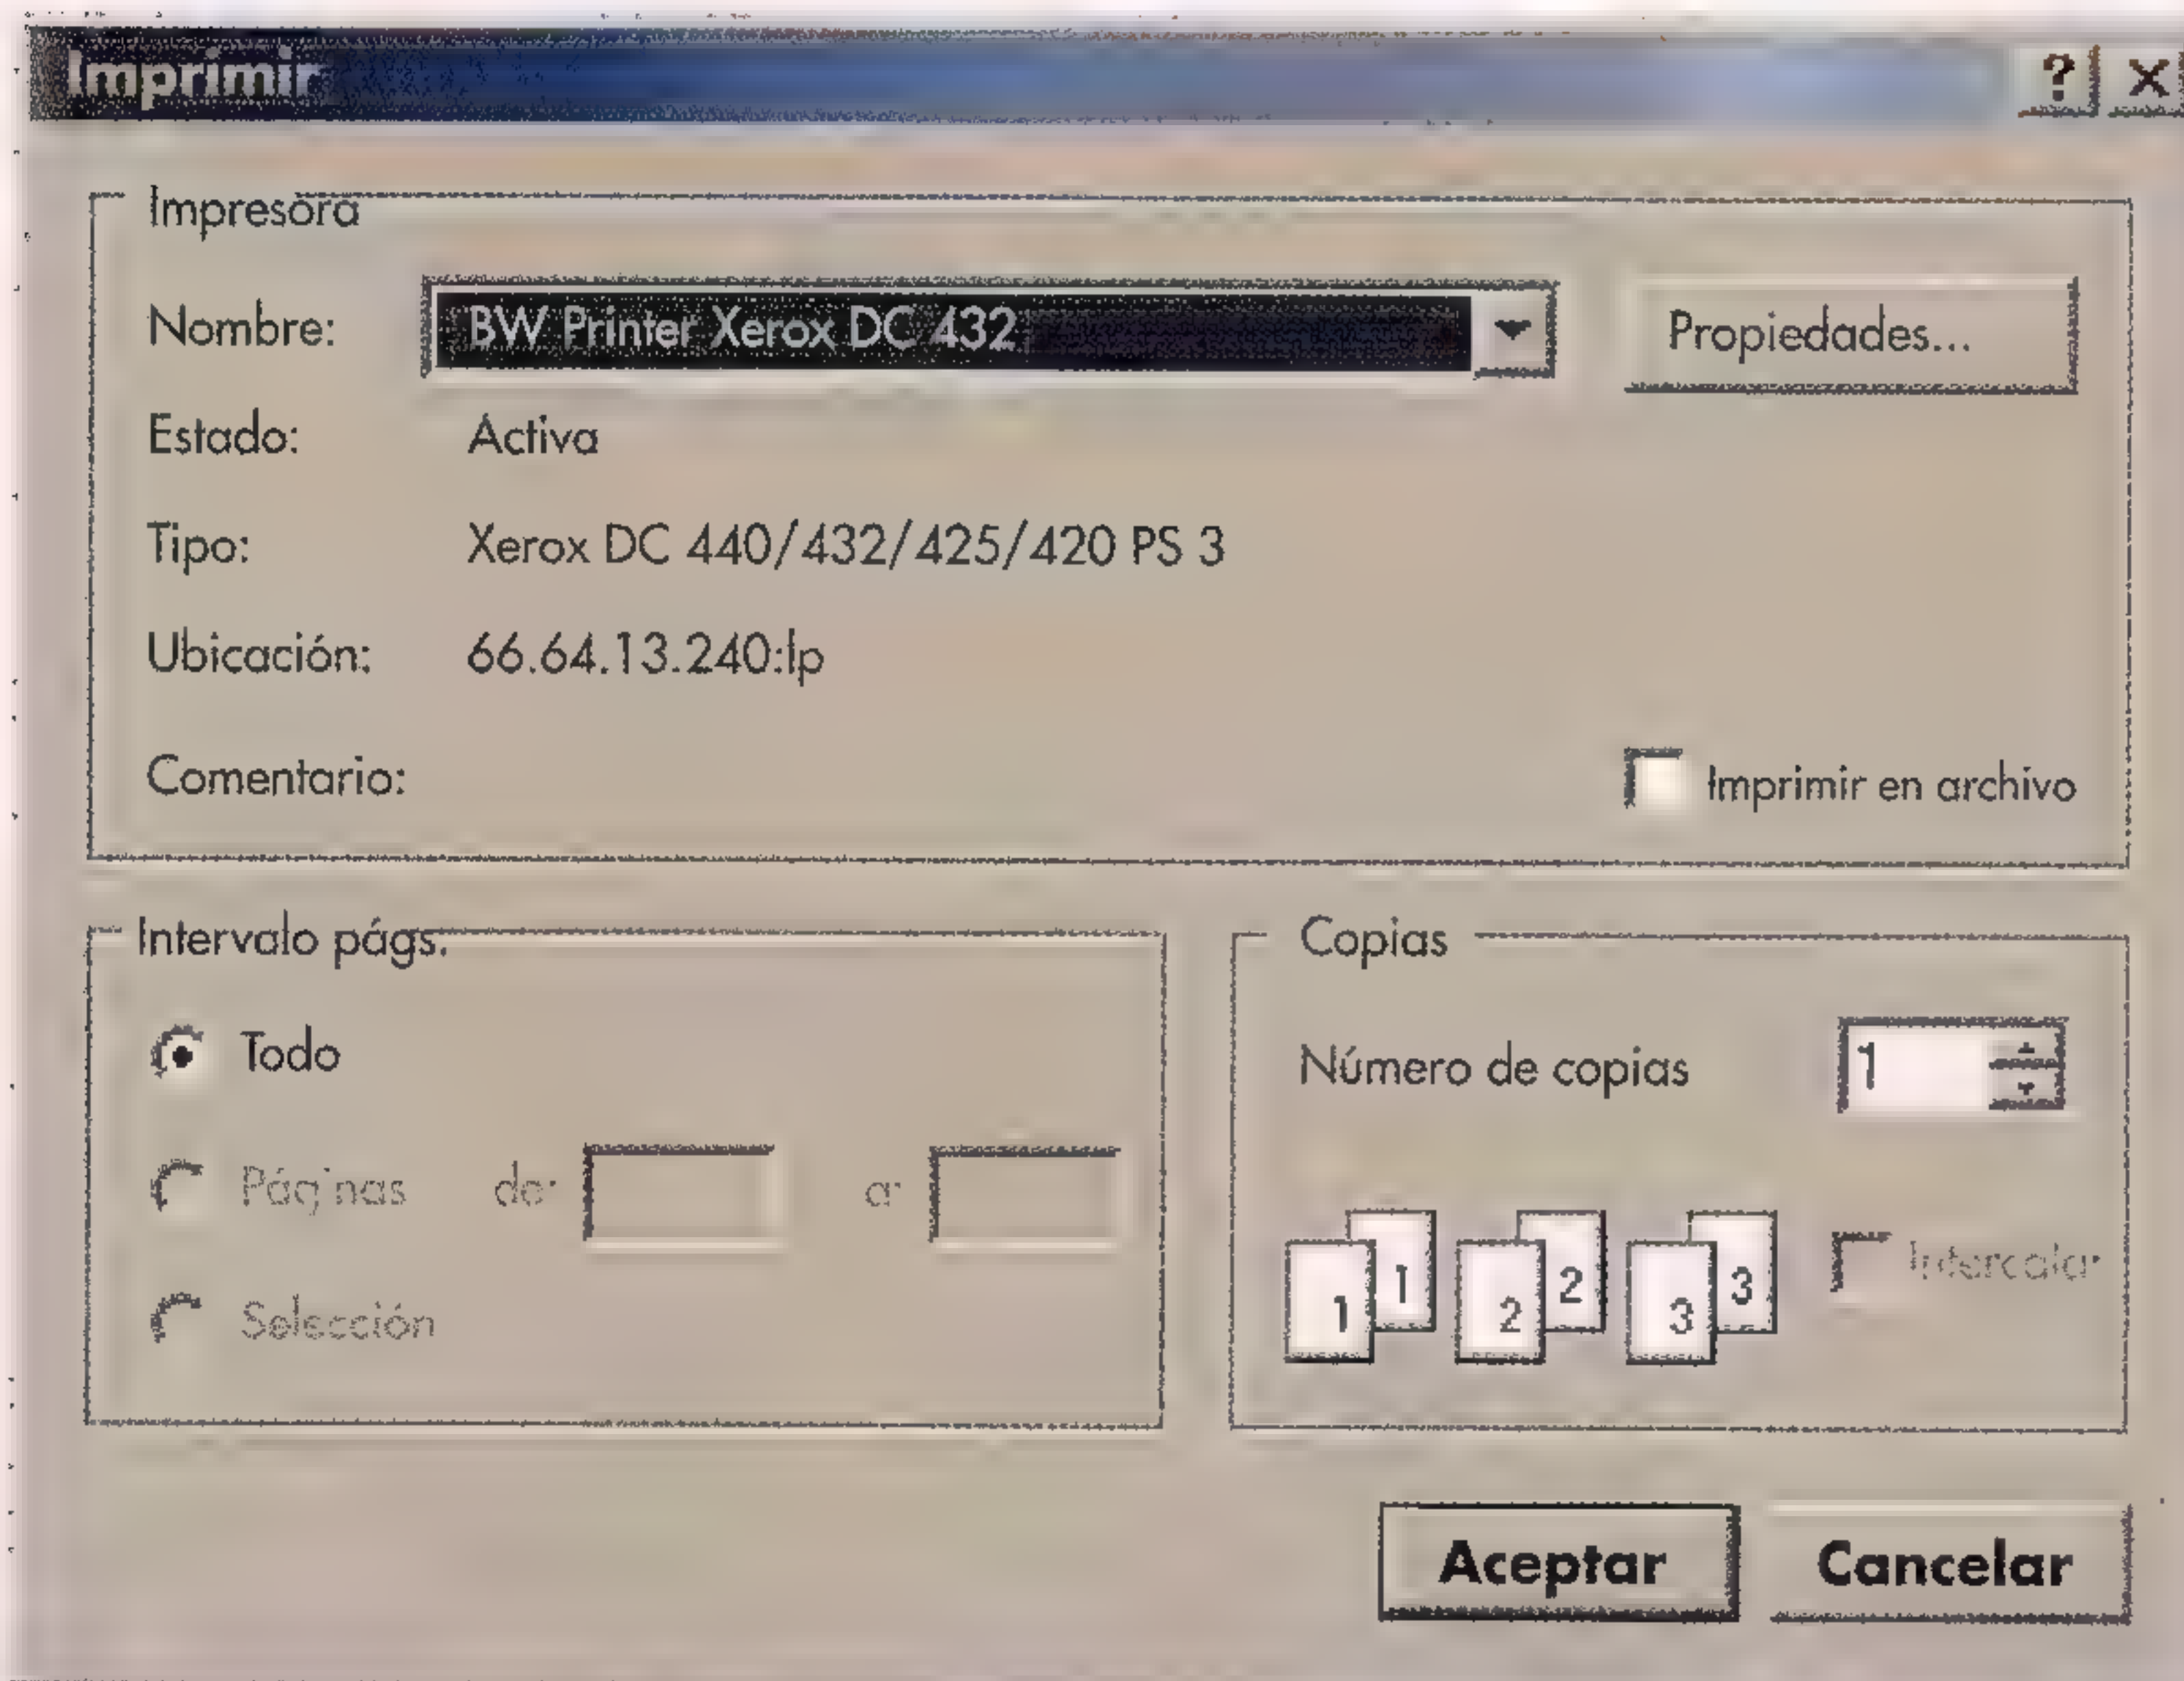 Imprimir
Impresora
Nombre: BW Printer Xerox DC 432 Propiedades...
Estado: Activa
Tipo: Xerox DC 440/432/425/420 PS 3
Ubicación: 66.64.13.240:lp
Comentario: Imprimir en archivo
Intervalo págs.
Todo
Páginas de: a:
Selección
Copias
Número de copias 1
1 1 2 2 3 3 Intercalar
Aceptar Cancelar